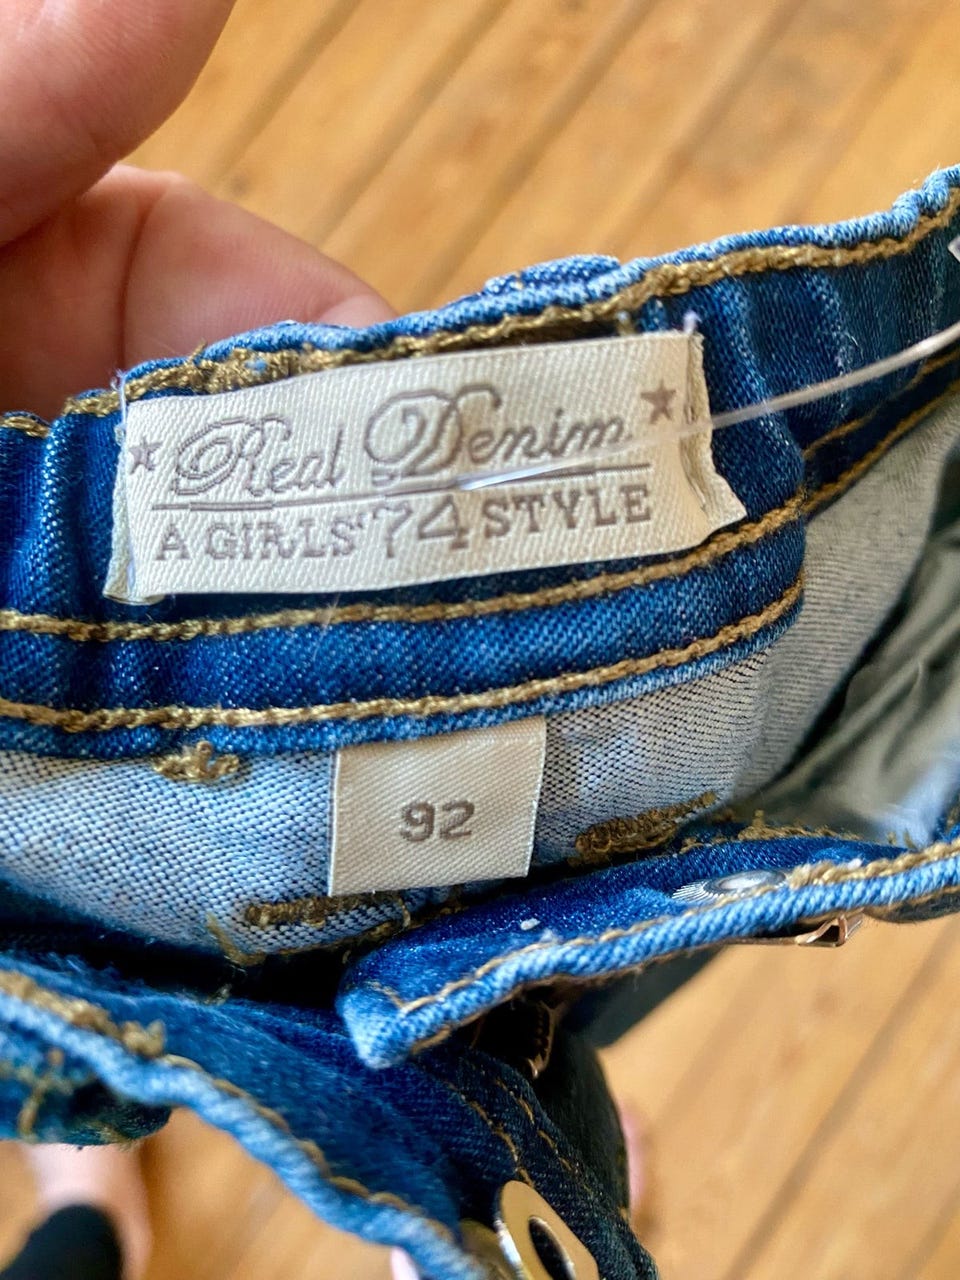 Real Denim
A GIRLS' 74 STYLE
92